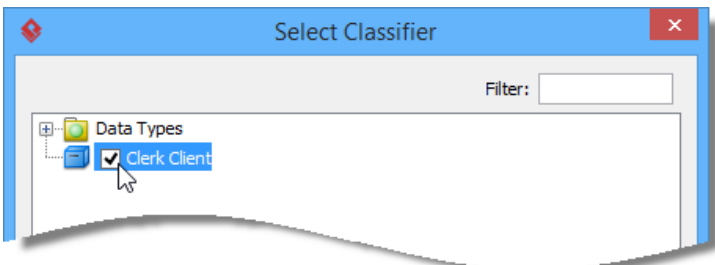 Select Classifier
Filter:
Data Types
Clerk Client